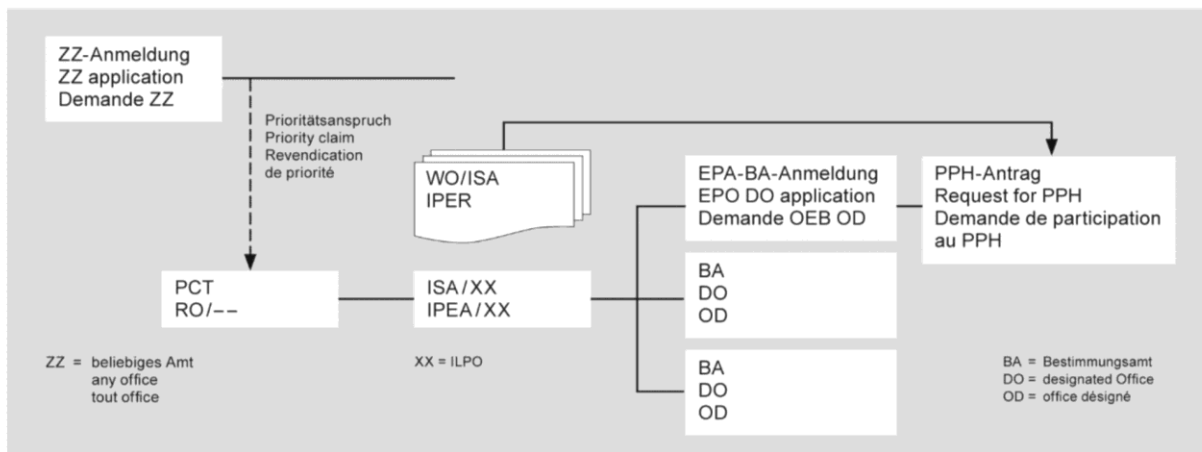 ZZ-Anmeldung
ZZ application
Demande ZZ
Prioritätsanspruch
Priority claim
Revendication
de priorité
WO/ISA
IPER
EPA-BA-Anmeldung
EPO DO application
Demande OEB OD
PPH-Antrag
Request for PPH
Demande de participation
au PPH
PCT
RO/––
ISA/XX
IPEA/XX
BA
DO
OD
BA
DO
OD
ZZ = beliebiges Amt
any office
tout office
XX = ILPO
BA = Bestimmungsamt
DO = designated Office
OD = office désigné